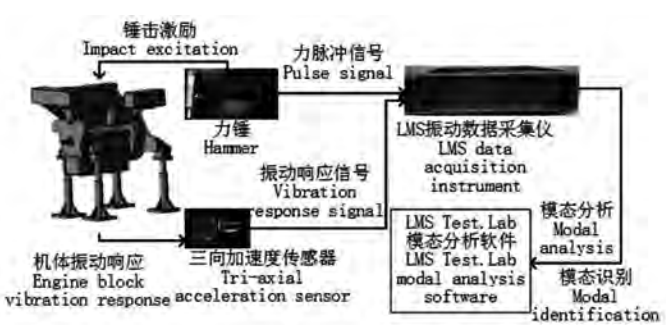 锤击激励
Impact excitation
力脉冲信号
Pulse signal
力锤
Hammer
LMS振动数据采集仪
LMS data
acquisition
instrument
振动响应信号
Vibration
response signal
机体振动响应
Engine block
vibration response
三向加速度传感器
Tri-axial
acceleration sensor
LMS Test.Lab
模态分析软件
LMS Test.Lab
modal analysis
software
模态分析
Modal
analysis
模态识别
Modal
identification